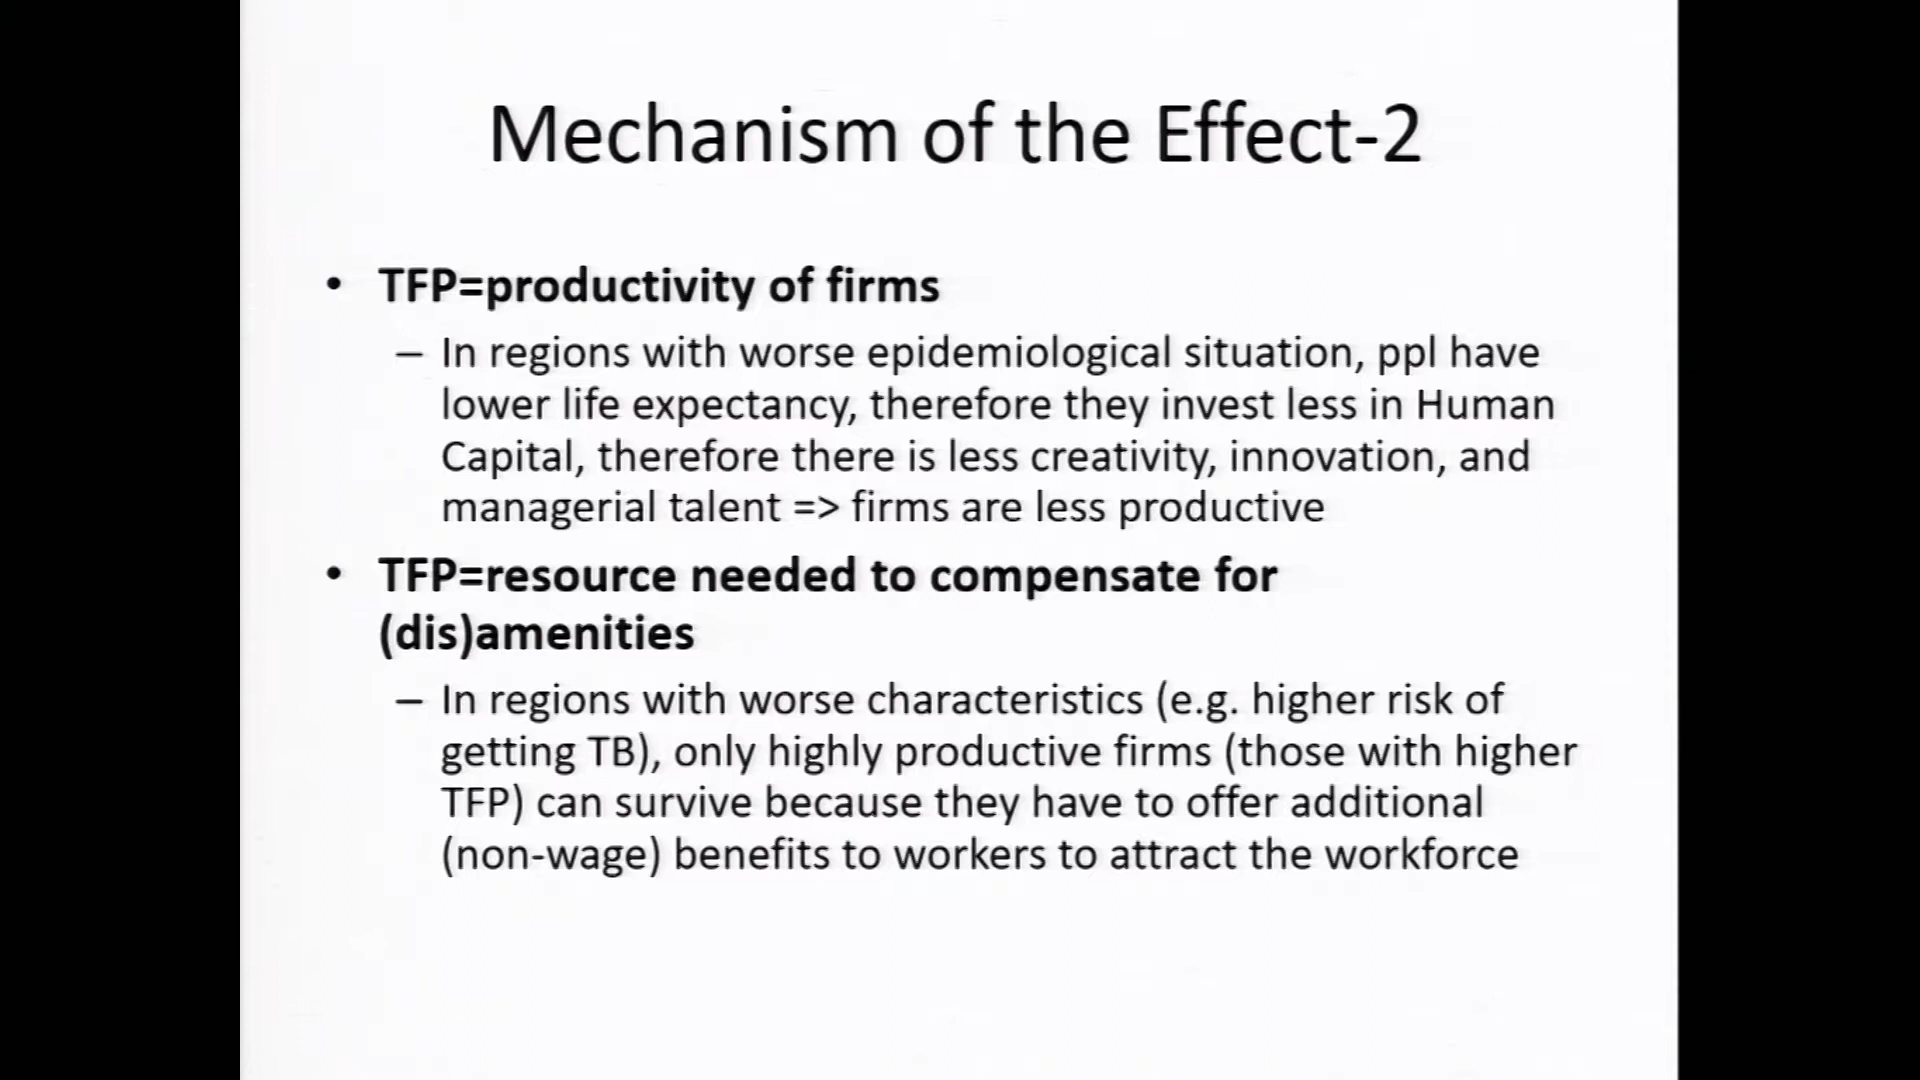 Mechanism of the Effect-2
• TFP=productivity of firms
– In regions with worse epidemiological situation, ppl have
lower life expectancy, therefore they invest less in Human
Capital, therefore there is less creativity, innovation, and
managerial talent => firms are less productive
• TFP=resource needed to compensate for
(dis)amenities
– In regions with worse characteristics (e.g. higher risk of
getting TB), only highly productive firms (those with higher
TFP) can survive because they have to offer additional
(non-wage) benefits to workers to attract the workforce